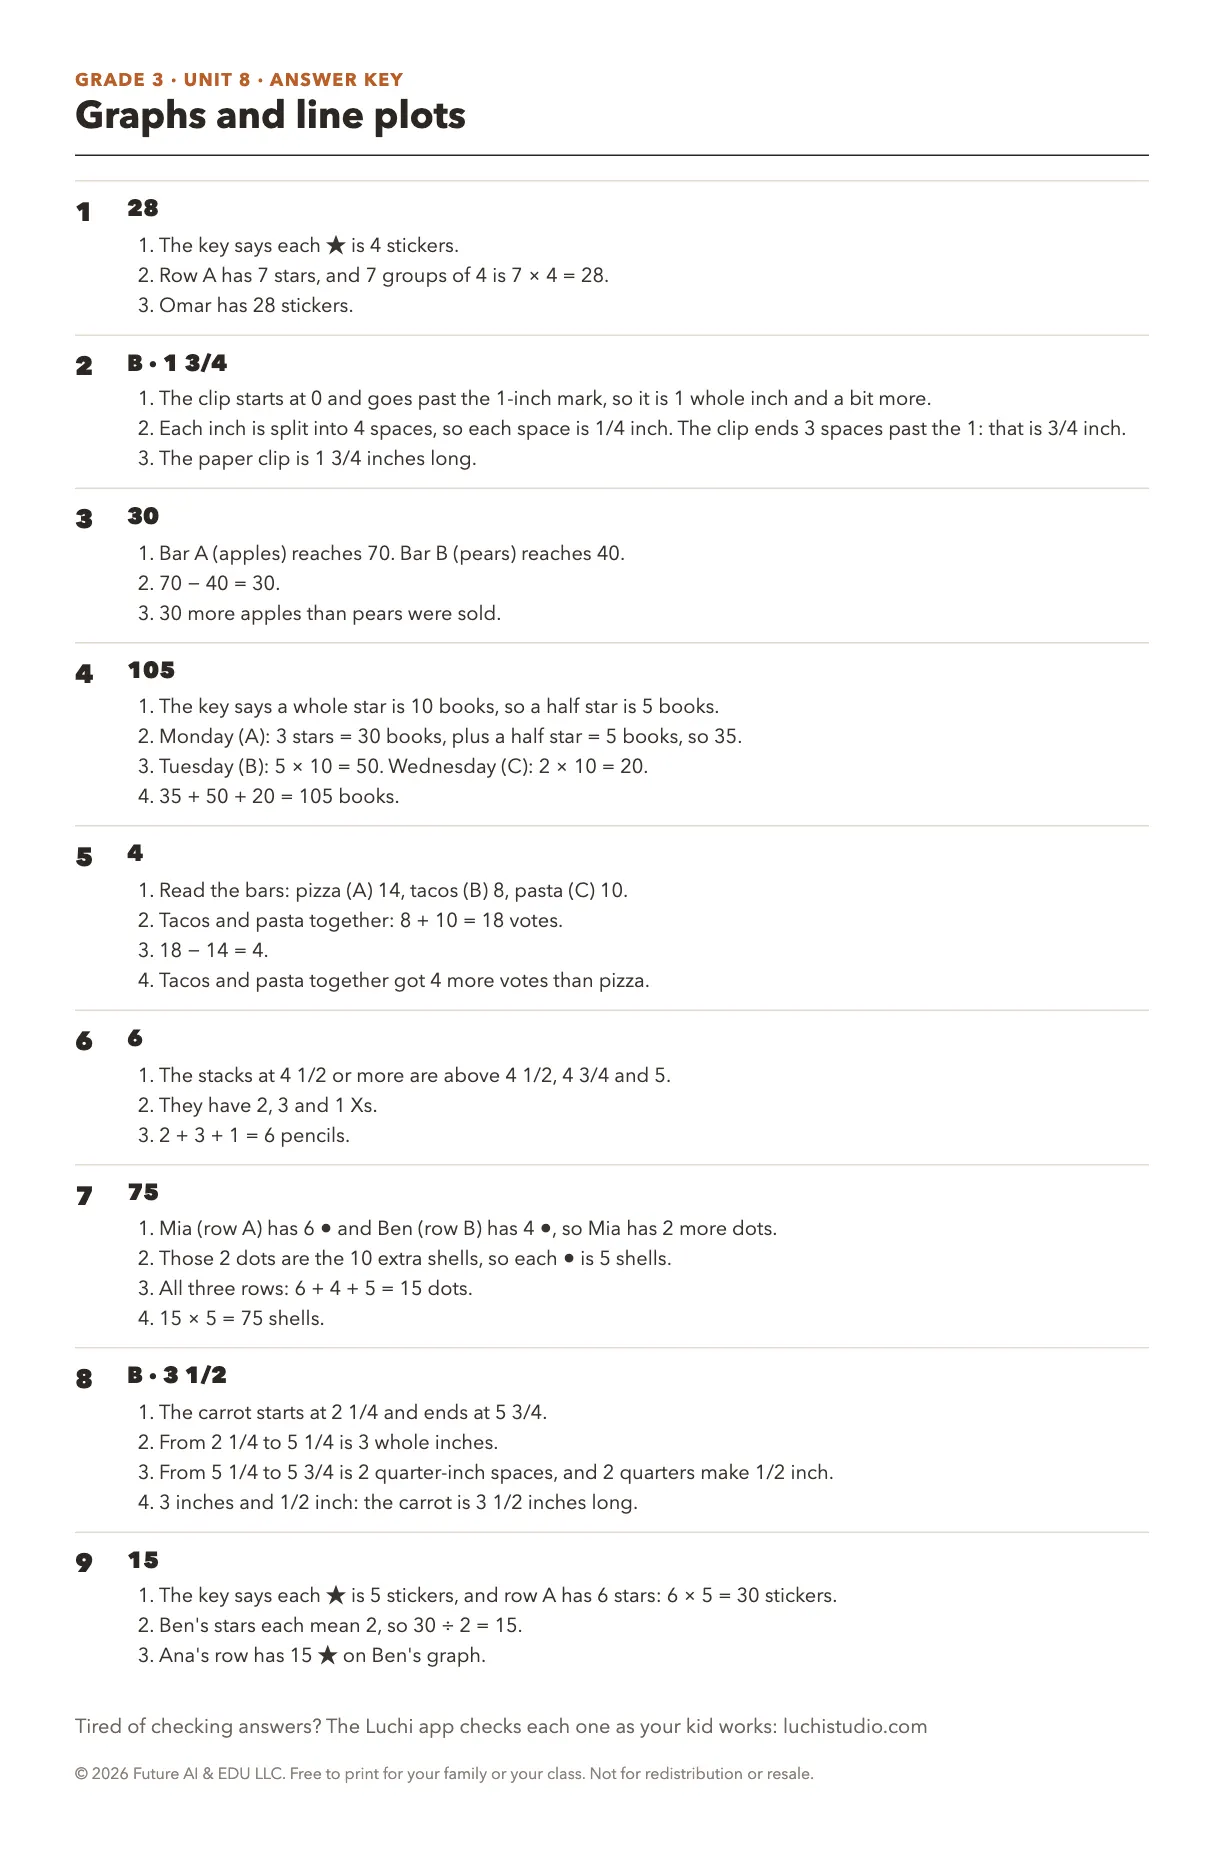 GRADE 3 · UNIT 8 · ANSWER KEY
Graphs and line plots
1 28
1. The key says each ★ is 4 stickers.
2. Row A has 7 stars, and 7 groups of 4 is 7 × 4 = 28.
3. Omar has 28 stickers.
2 B · 1 3/4
1. The clip starts at 0 and goes past the 1-inch mark, so it is 1 whole inch and a bit more.
2. Each inch is split into 4 spaces, so each space is 1/4 inch. The clip ends 3 spaces past the 1: that is 3/4 inch.
3. The paper clip is 1 3/4 inches long.
3 30
1. Bar A (apples) reaches 70. Bar B (pears) reaches 40.
2. 70 − 40 = 30.
3. 30 more apples than pears were sold.
4 105
1. The key says a whole star is 10 books, so a half star is 5 books.
2. Monday (A): 3 stars = 30 books, plus a half star = 5 books, so 35.
3. Tuesday (B): 5 × 10 = 50. Wednesday (C): 2 × 10 = 20.
4. 35 + 50 + 20 = 105 books.
5 4
1. Read the bars: pizza (A) 14, tacos (B) 8, pasta (C) 10.
2. Tacos and pasta together: 8 + 10 = 18 votes.
3. 18 − 14 = 4.
4. Tacos and pasta together got 4 more votes than pizza.
6 6
1. The stacks at 4 1/2 or more are above 4 1/2, 4 3/4 and 5.
2. They have 2, 3 and 1 Xs.
3. 2 + 3 + 1 = 6 pencils.
7 75
1. Mia (row A) has 6 ● and Ben (row B) has 4 ●, so Mia has 2 more dots.
2. Those 2 dots are the 10 extra shells, so each ● is 5 shells.
3. All three rows: 6 + 4 + 5 = 15 dots.
4. 15 × 5 = 75 shells.
8 B · 3 1/2
1. The carrot starts at 2 1/4 and ends at 5 3/4.
2. From 2 1/4 to 5 1/4 is 3 whole inches.
3. From 5 1/4 to 5 3/4 is 2 quarter-inch spaces, and 2 quarters make 1/2 inch.
4. 3 inches and 1/2 inch: the carrot is 3 1/2 inches long.
9 15
1. The key says each ★ is 5 stickers, and row A has 6 stars: 6 × 5 = 30 stickers.
2. Ben's stars each mean 2, so 30 ÷ 2 = 15.
3. Ana's row has 15 ★ on Ben's graph.
Tired of checking answers? The Luchi app checks each one as your kid works: luchistudio.com
© 2026 Future AI & EDU LLC. Free to print for your family or your class. Not for redistribution or resale.